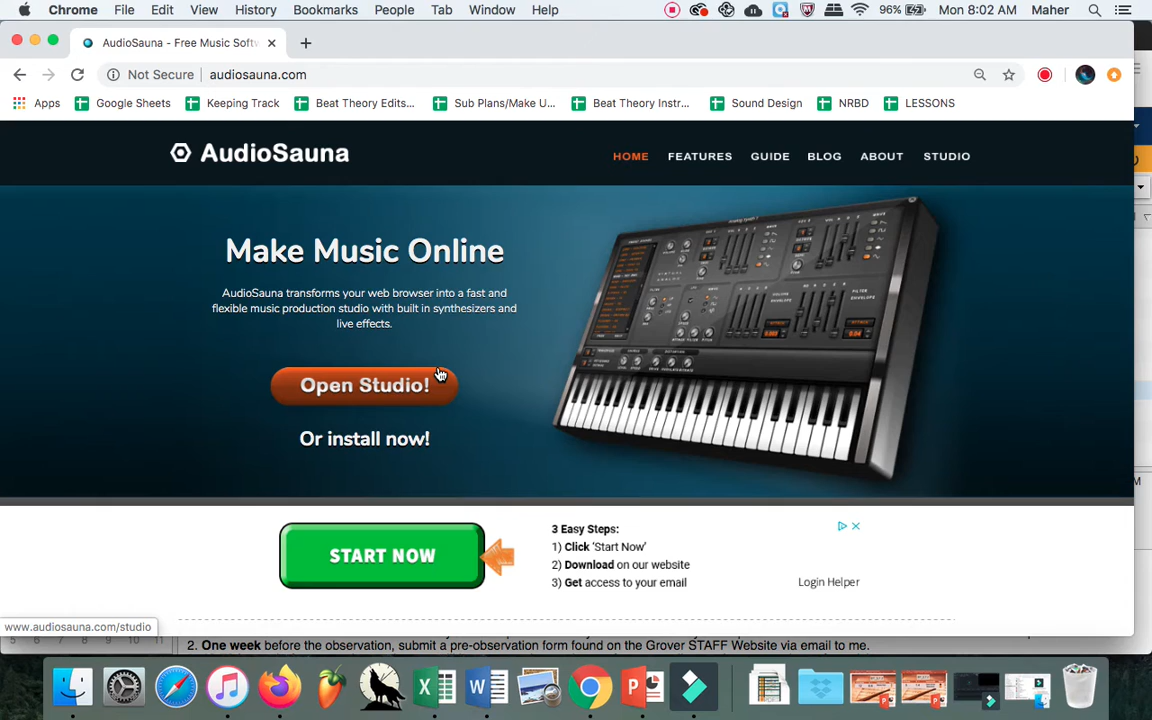 Chrome File Edit View History Bookmarks People Tab Window Help 96% Mon 8:02 AM Maher
AudioSauna - Free Music Softw
Not Secure audiosauna.com
Apps Google Sheets Keeping Track Beat Theory Edits... Sub Plans/Make U... Beat Theory Instr... Sound Design NRBD LESSONS
AudioSauna HOME FEATURES GUIDE BLOG ABOUT STUDIO
Make Music Online
AudioSauna transforms your web browser into a fast and
flexible music production studio with built in synthesizers and
live effects.
Open Studio!
Or install now!
START NOW
3 Easy Steps:
1) Click 'Start Now'
2) Download on our website
3) Get access to your email
Login Helper
www.audiosauna.com/studio
2. One week before the observation, submit a pre-observation form found on the Grover STAFF Website via email to me.